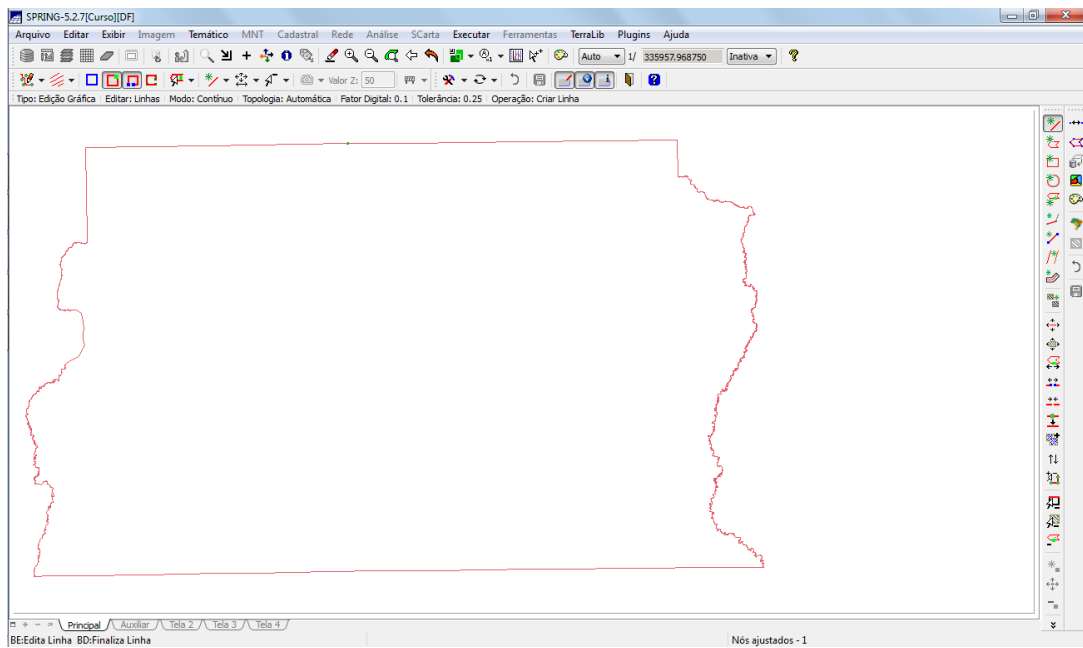 SPRING-5.2.7[Curso][DF]
Arquivo Editar Exibir Imagem Temático MNT Cadastral Rede Análise SCarta Executar Ferramentas TerraLib Plugins Ajuda
Auto 1/ 335957.968750 Inativa
Valor Z: 50
Tipo: Edição Gráfica Editar: Linhas Modo: Contínuo Topologia: Automática Fator Digital: 0.1 Tolerância: 0.25 Operação: Criar Linha
Principal Auxiliar Tela 2 Tela 3 Tela 4
BE:Edita Linha BD:Finaliza Linha Nós ajustados - 1